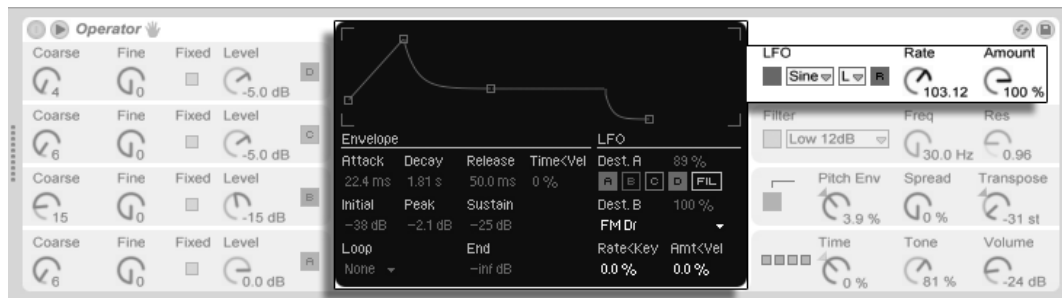 Operator
Coarse Fine Fixed Level
4 0 -5.0 dB D
Coarse Fine Fixed Level
6 0 -5.0 dB C
Coarse Fine Fixed Level
15 0 -15 dB B
Coarse Fine Fixed Level
6 0 0.0 dB A
Envelope
Attack Decay Release Time<Vel
22.4 ms 1.81 s 50.0 ms 0 %
Initial Peak Sustain
-38 dB -2.1 dB -25 dB
Loop End
None -inf dB
LFO
Dest. A 89 %
A B C D FIL
Dest. B 100 %
FM Dr
Rate<Key Amt<Vel
0.0 % 0.0 %
LFO Rate Amount
Sine L R 103.12 100 %
Filter Freq Res
Low 12dB 30.0 Hz 0.96
Pitch Env Spread Transpose
3.9 % 0 % -31 st
Time Tone Volume
0 % 81 % -24 dB